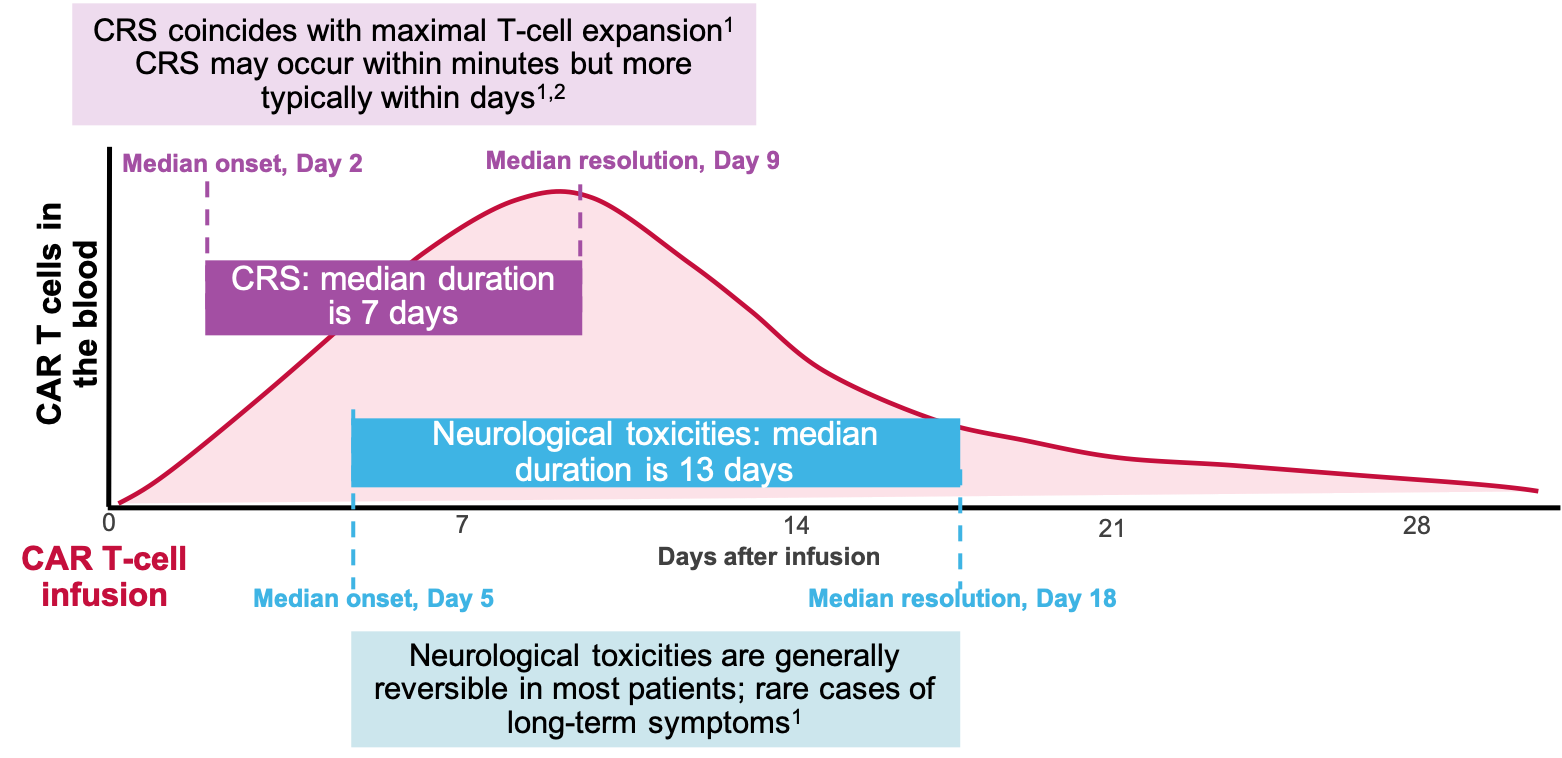 CRS coincides with maximal T-cell expansion¹
CRS may occur within minutes but more
typically within days¹,²
Median onset, Day 2
Median resolution, Day 9
CAR T cells in
the blood
CRS: median duration
is 7 days
Neurological toxicities: median
duration is 13 days
0
7
14
21
28
CAR T-cell
infusion
Days after infusion
Median onset, Day 5
Median resolution, Day 18
Neurological toxicities are generally
reversible in most patients; rare cases of
long-term symptoms¹